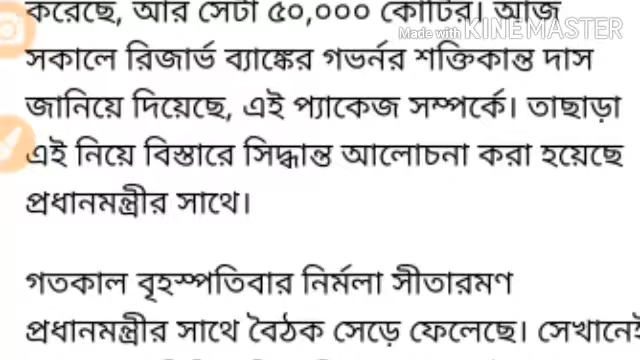 করেছে, আর সেটা ৫০,০০০ কোটির। আজ
Made with KINEMASTER
সকালে রিজার্ভ ব্যাঙ্কের গভর্নর শক্তিকান্ত দাস
জানিয়ে দিয়েছে, এই প্যাকেজ সম্পর্কে। তাছাড়া
এই নিয়ে বিস্তারে সিদ্ধান্ত আলোচনা করা হয়েছে
প্রধানমন্ত্রীর সাথে।
গতকাল বৃহস্পতিবার নির্মলা সীতারমণ
প্রধানমন্ত্রীর সাথে বৈঠক সেড়ে ফেলেছে। সেখানেই